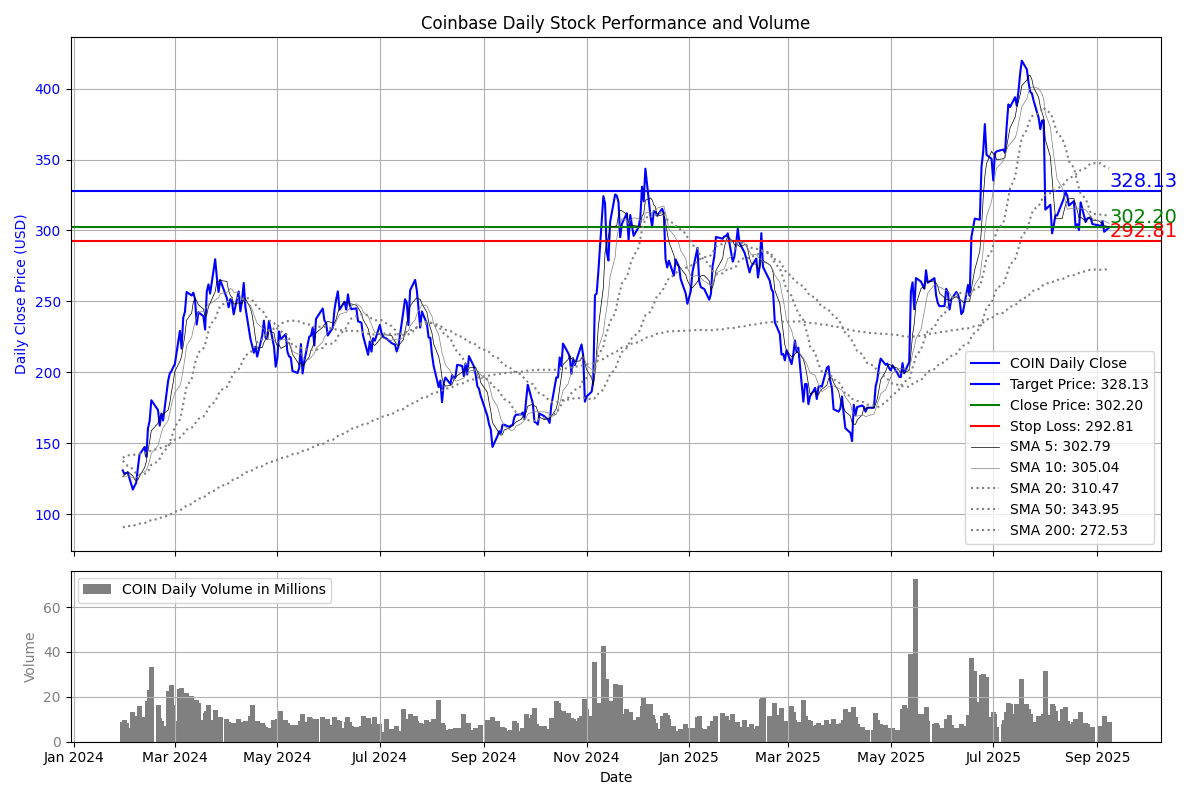 Coinbase Daily Stock Performance and Volume
Daily Close Price (USD)
400
350
300
250
200
150
100
328.13
302.20
292.81
COIN Daily Close
Target Price: 328.13
Close Price: 302.20
Stop Loss: 292.81
SMA 5: 302.79
SMA 10: 305.04
SMA 20: 310.47
SMA 50: 343.95
SMA 200: 272.53
COIN Daily Volume in Millions
Volume
60
40
20
0
Jan 2024 Mar 2024 May 2024 Jul 2024 Sep 2024 Nov 2024 Jan 2025 Mar 2025 May 2025 Jul 2025 Sep 2025
Date